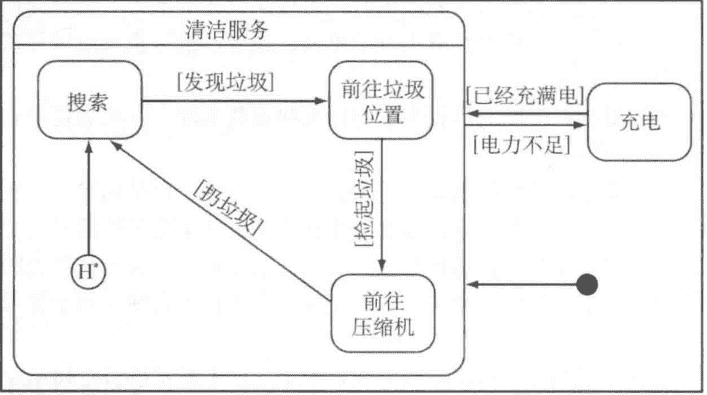 清洁服务
搜索
[发现垃圾]
前往垃圾
位置
[已经充满电]
充电
[电力不足]
[捡起垃圾]
[扔垃圾]
H*
前往
压缩机